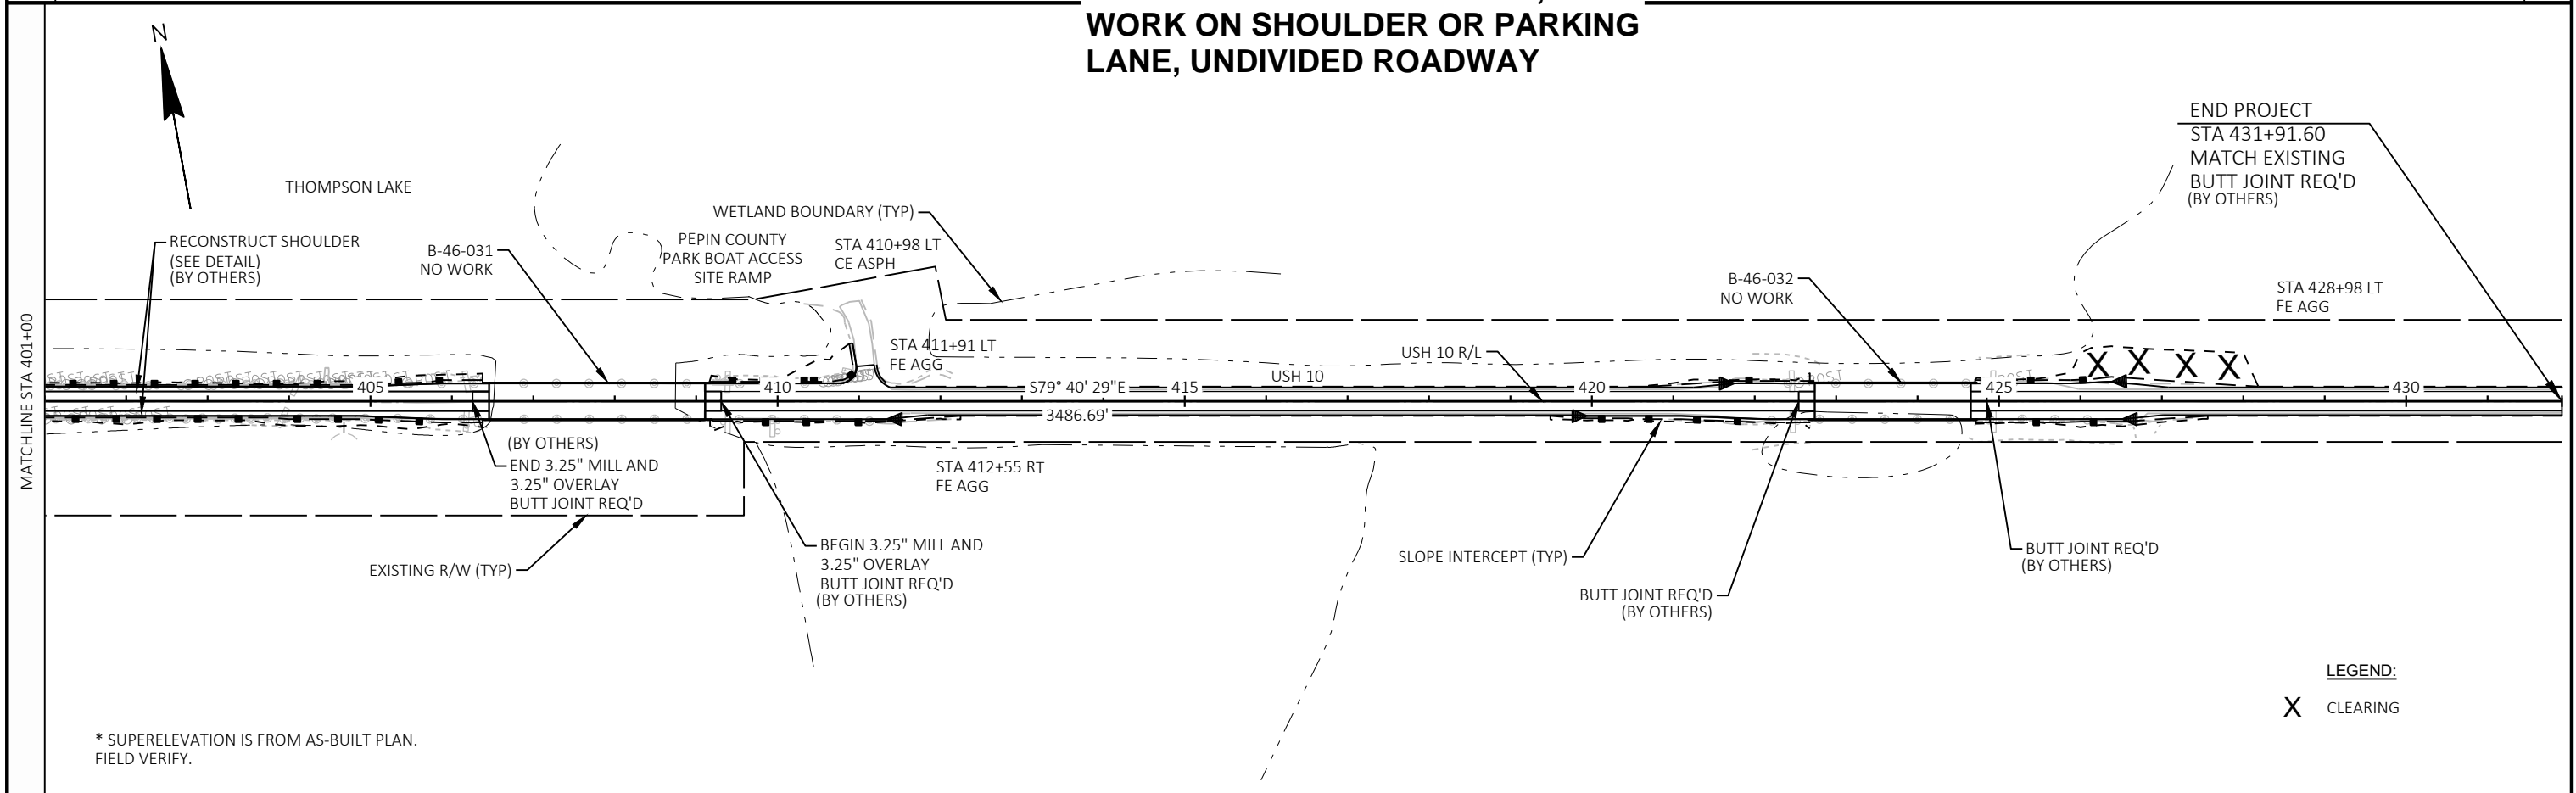 WORK ON SHOULDER OR PARKING
LANE, UNDIVIDED ROADWAY
N
THOMPSON LAKE
RECONSTRUCT SHOULDER
(SEE DETAIL)
(BY OTHERS)
B-46-031
NO WORK
WETLAND BOUNDARY (TYP)
PEPIN COUNTY
PARK BOAT ACCESS
SITE RAMP
STA 410+98 LT
CE ASPH
STA 411+91 LT
FE AGG
END PROJECT
STA 431+91.60
MATCH EXISTING
BUTT JOINT REQ'D
(BY OTHERS)
B-46-032
NO WORK
STA 428+98 LT
FE AGG
USH 10 R/L
USH 10
MATCHLINE STA 401+00
405
410
S79° 40' 29"E
415
420
425
430
3486.69'
X X X X
(BY OTHERS)
END 3.25" MILL AND
3.25" OVERLAY
BUTT JOINT REQ'D
STA 412+55 RT
FE AGG
EXISTING R/W (TYP)
BEGIN 3.25" MILL AND
3.25" OVERLAY
BUTT JOINT REQ'D
(BY OTHERS)
SLOPE INTERCEPT (TYP)
BUTT JOINT REQ'D
(BY OTHERS)
BUTT JOINT REQ'D
(BY OTHERS)
LEGEND:
X CLEARING
* SUPERELEVATION IS FROM AS-BUILT PLAN.
FIELD VERIFY.